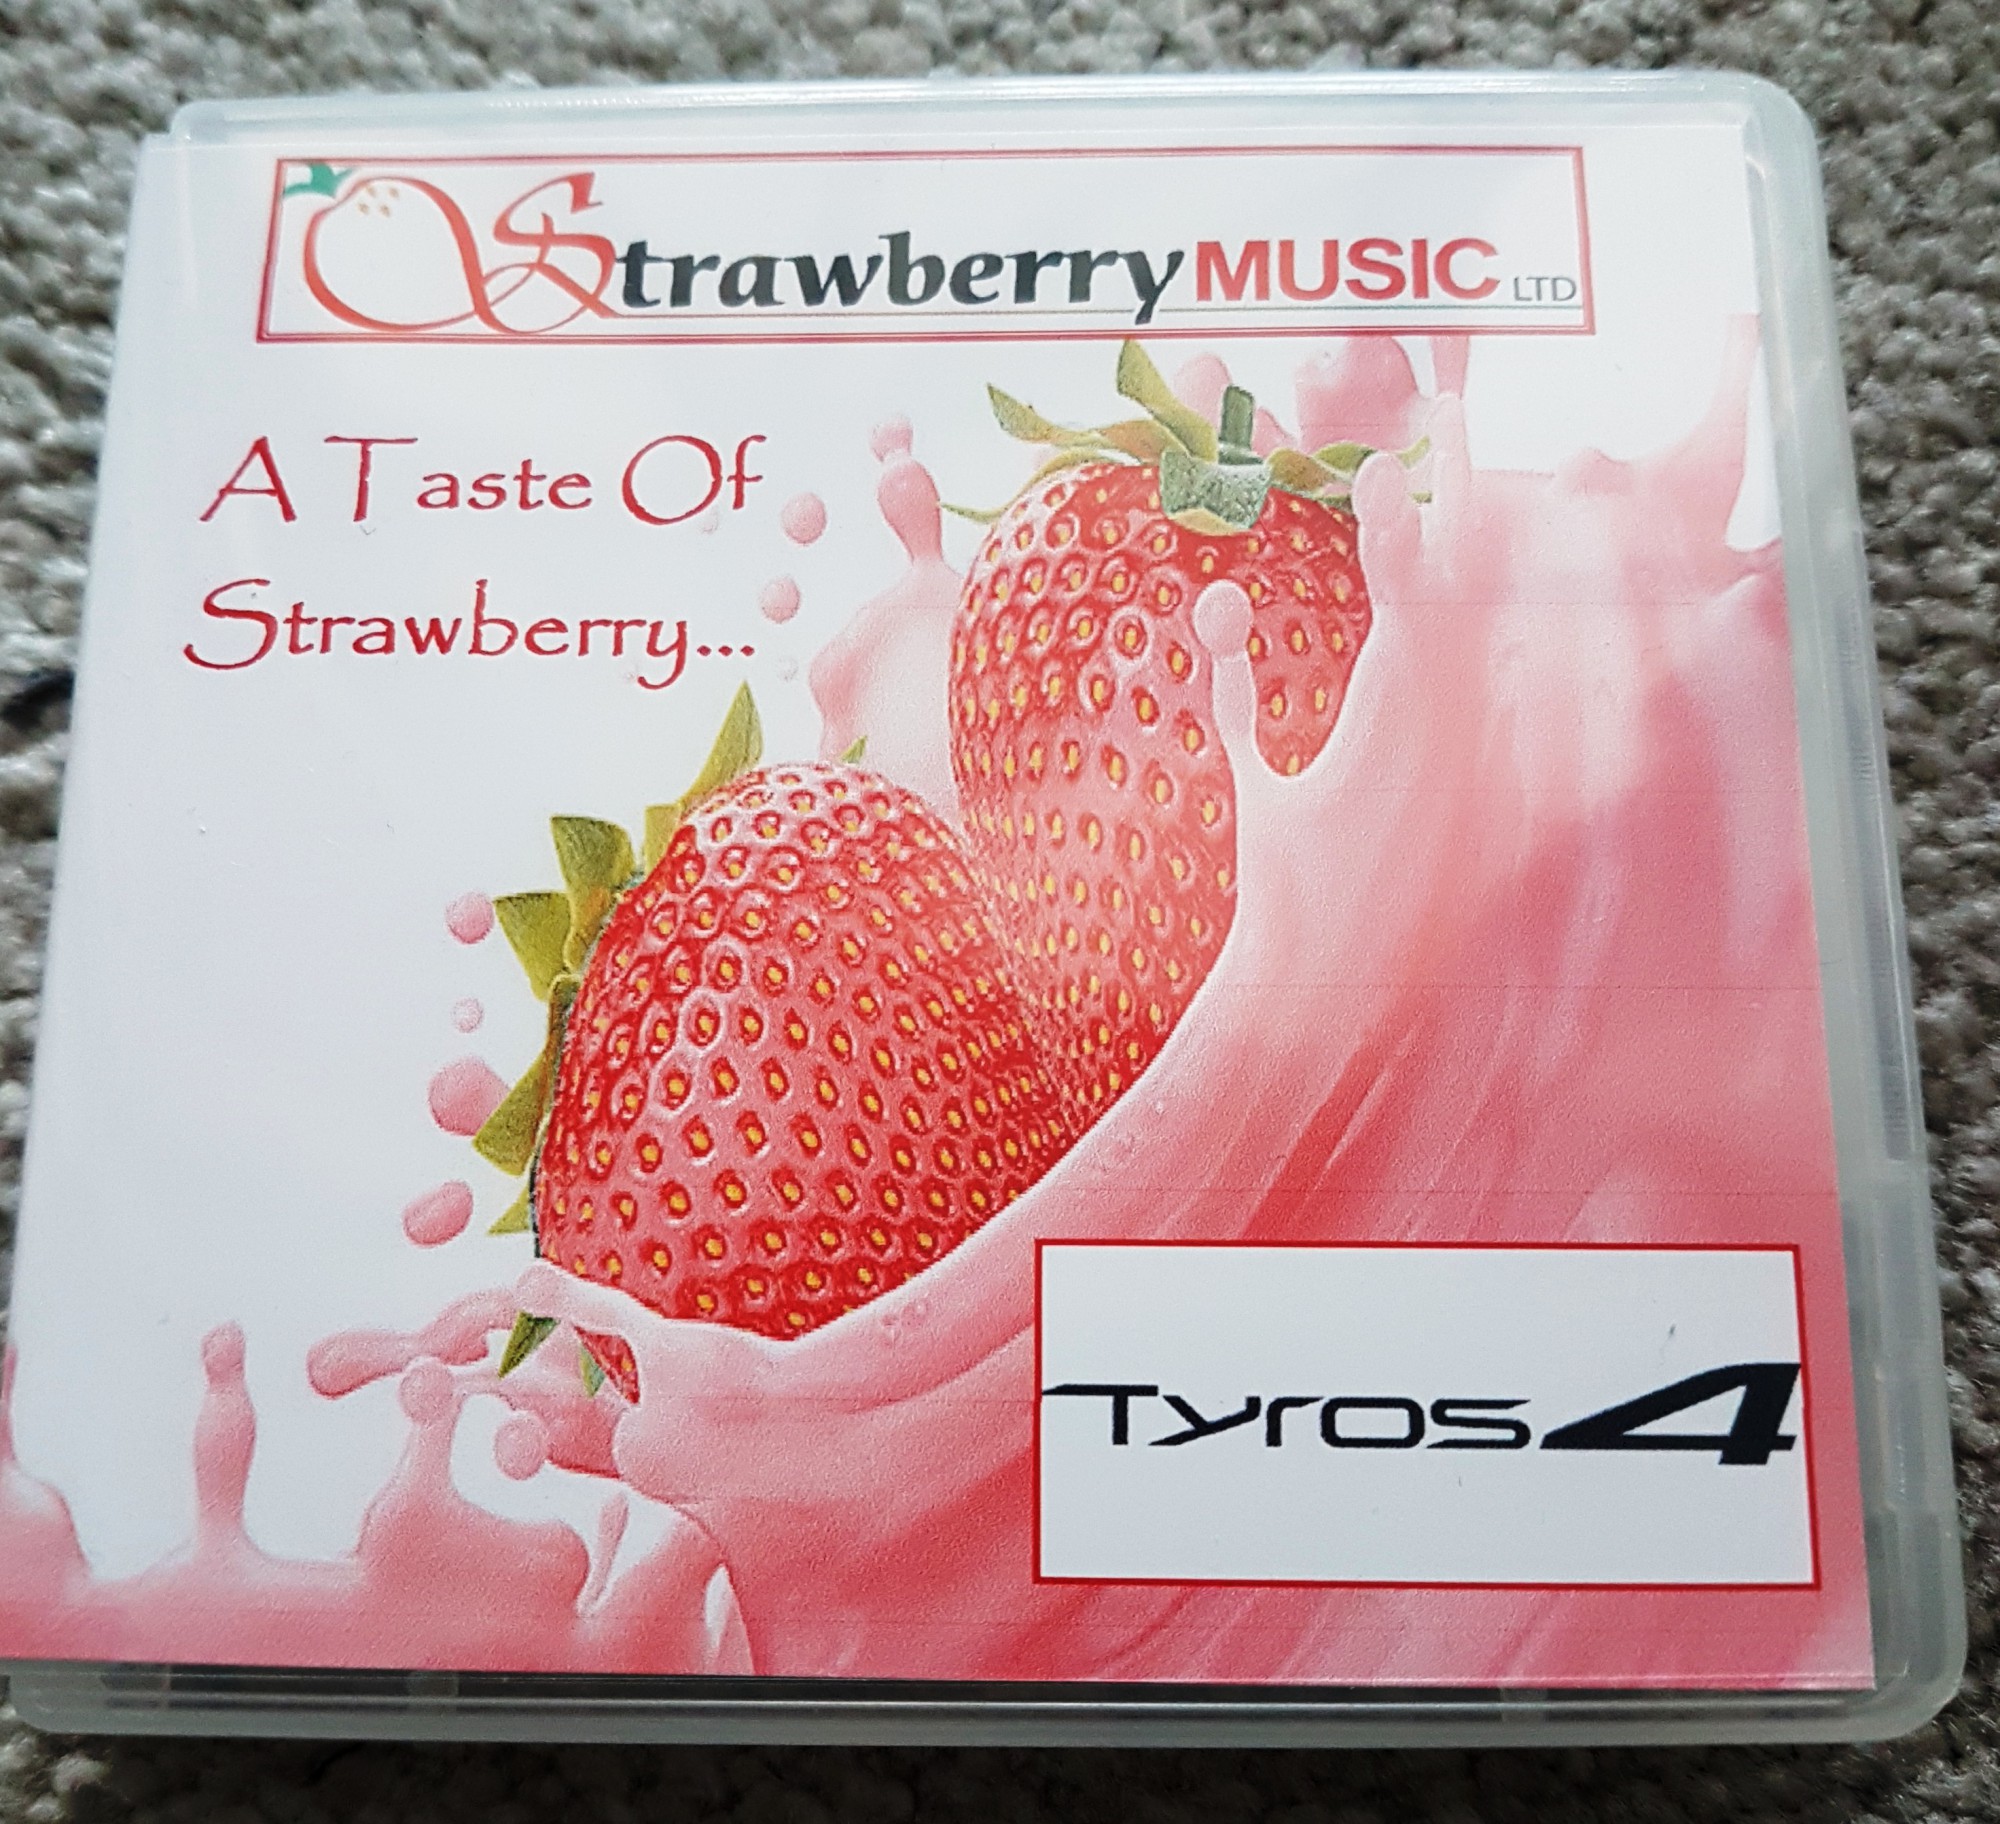 Strawberry MUSIC LTD
A Taste Of
Strawberry...
Tyros 4